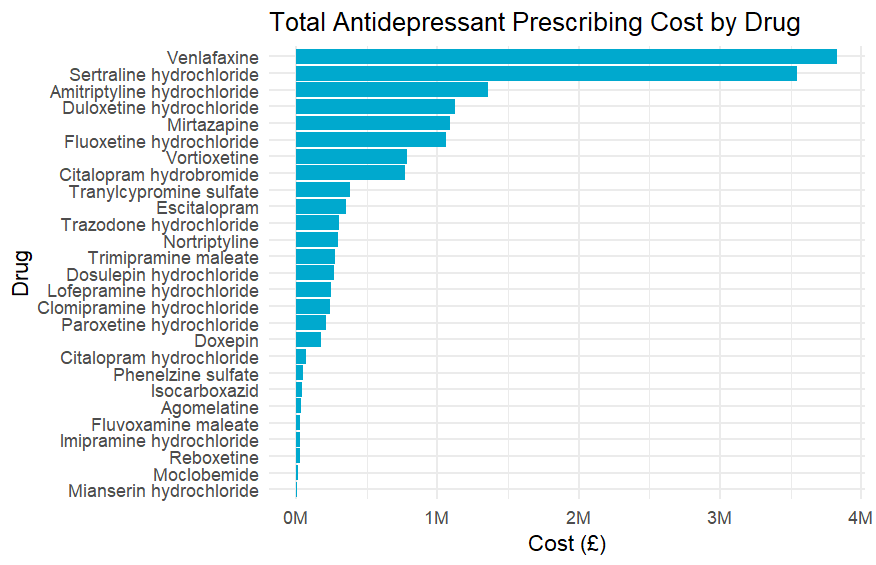 Total Antidepressant Prescribing Cost by Drug
Drug
Venlafaxine
Sertraline hydrochloride
Amitriptyline hydrochloride
Duloxetine hydrochloride
Mirtazapine
Fluoxetine hydrochloride
Vortioxetine
Citalopram hydrobromide
Tranylcypromine sulfate
Escitalopram
Trazodone hydrochloride
Nortriptyline
Trimipramine maleate
Dosulepin hydrochloride
Lofepramine hydrochloride
Clomipramine hydrochloride
Paroxetine hydrochloride
Doxepin
Citalopram hydrochloride
Phenelzine sulfate
Isocarboxazid
Agomelatine
Fluvoxamine maleate
Imipramine hydrochloride
Reboxetine
Moclobemide
Mianserin hydrochloride
0M 1M 2M 3M 4M
Cost (£)